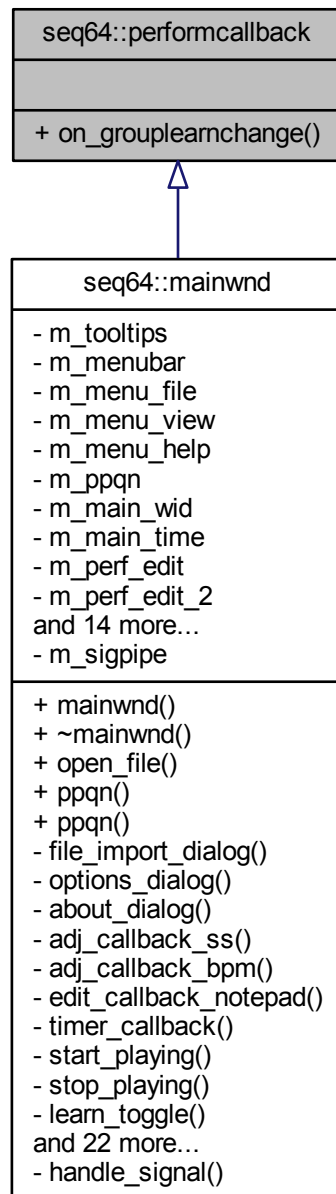 seq64::performcallback
+ on_grouplearnchange()
seq64::mainwnd
- m_tooltips
- m_menubar
- m_menu_file
- m_menu_view
- m_menu_help
- m_ppqn
- m_main_wid
- m_main_time
- m_perf_edit
- m_perf_edit_2
and 14 more...
- m_sigpipe
+ mainwnd()
+ ~mainwnd()
+ open_file()
+ ppqn()
+ ppqn()
- file_import_dialog()
- options_dialog()
- about_dialog()
- adj_callback_ss()
- adj_callback_bpm()
- edit_callback_notepad()
- timer_callback()
- start_playing()
- stop_playing()
- learn_toggle()
and 22 more...
- handle_signal()